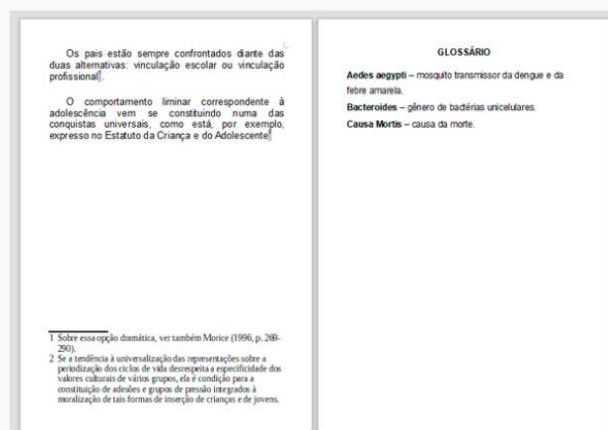 Os pais estão sempre confrontados diante das
duas alternativas: vinculação escolar ou vinculação
profissional¹.
O comportamento liminar correspondente à
adolescência vem se constituindo numa das
conquistas universais, como está, por exemplo,
expresso no Estatuto da Criança e do Adolescente²
1 Sobre essa opção dramática, ver também Morice (1996, p. 269-
290).
2 Se a tendência à universalização das representações sobre a
periodização dos ciclos de vida desrespeita a especificidade dos
valores culturais de vários grupos, ela é condição para a
constituição de adesões e grupos de pressão integrados à
moralização de tais formas de inserção de crianças e de jovens.
GLOSSÁRIO
Aedes aegypti – mosquito transmissor da dengue e da
febre amarela.
Bacteroides – gênero de bactérias unicelulares.
Causa Mortis – causa da morte.